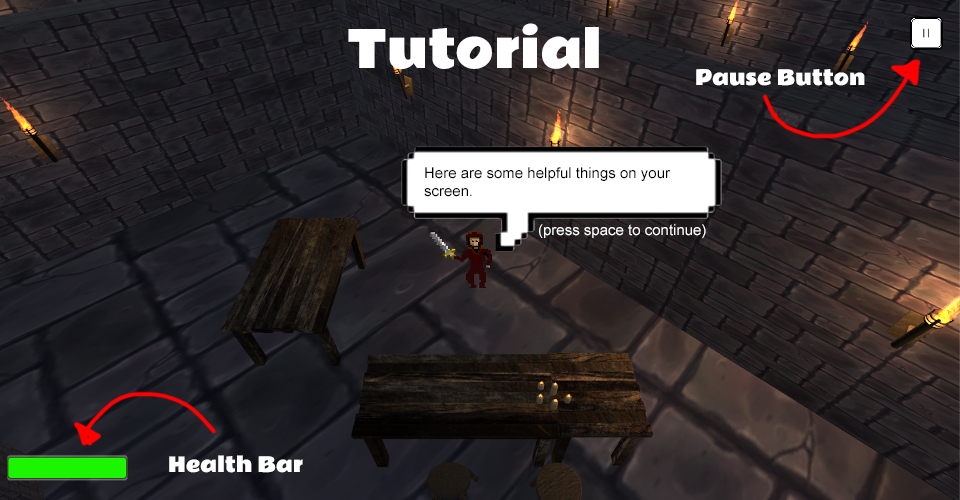 Tutorial
Pause Button
Here are some helpful things on your
screen.
(press space to continue)
Health Bar